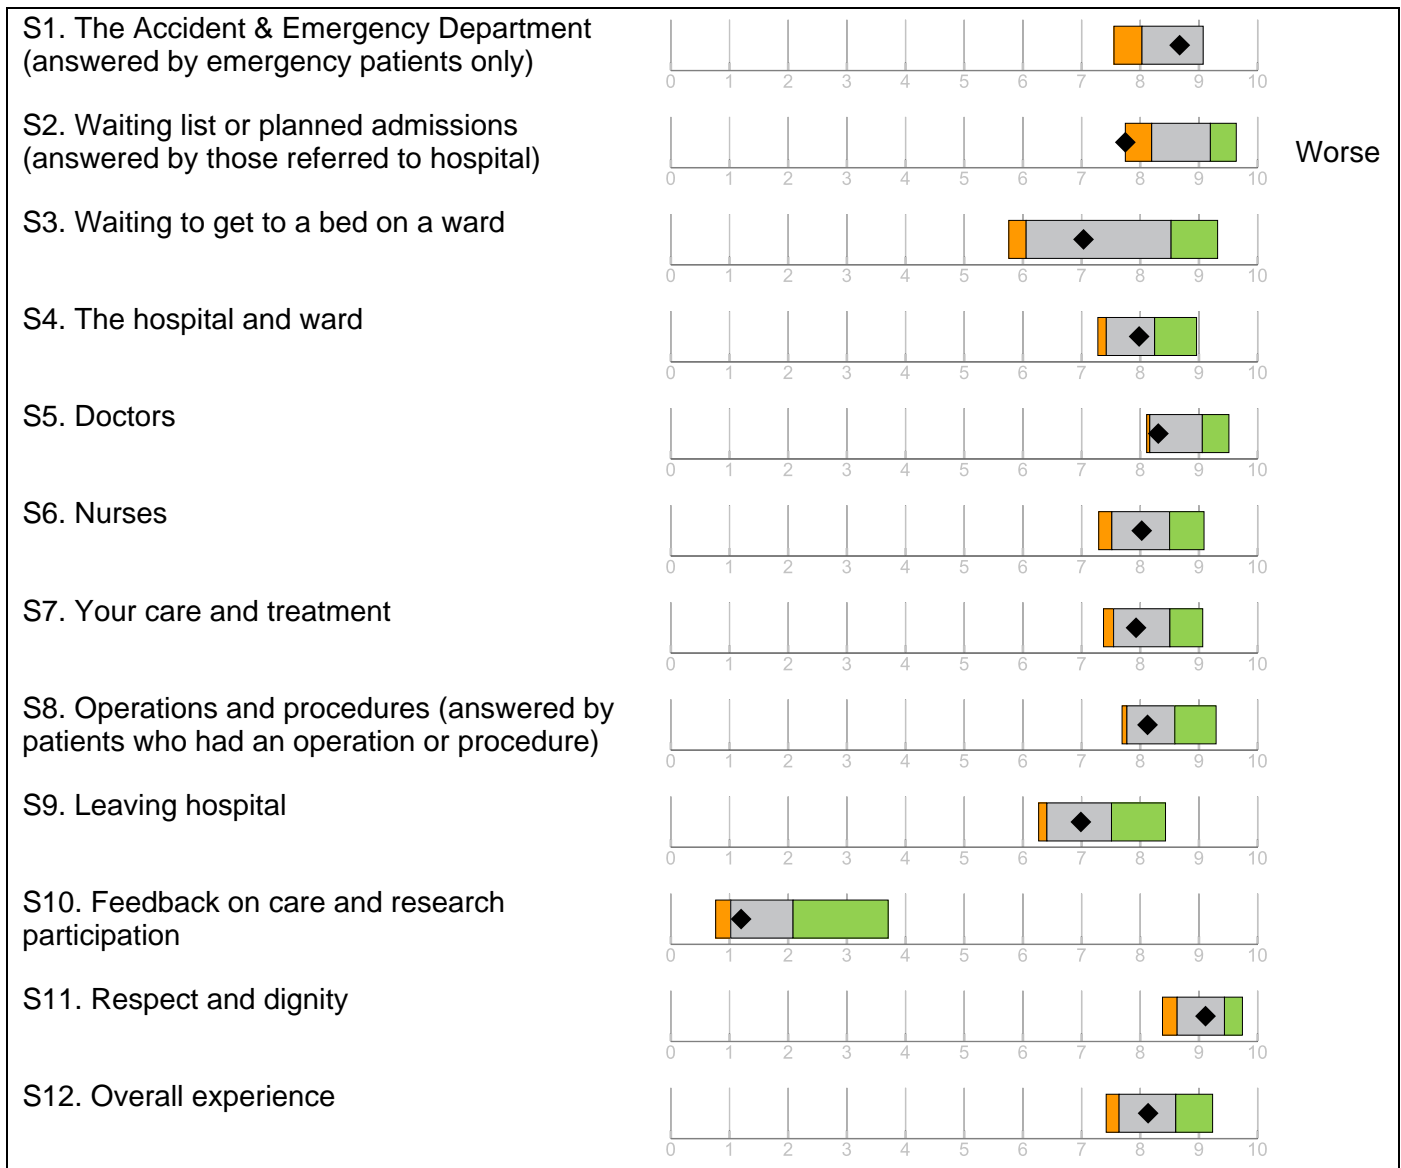 S1. The Accident & Emergency Department
(answered by emergency patients only)
0 1 2 3 4 5 6 7 8 9 10
S2. Waiting list or planned admissions
(answered by those referred to hospital)
Worse
0 1 2 3 4 5 6 7 8 9 10
S3. Waiting to get to a bed on a ward
0 1 2 3 4 5 6 7 8 9 10
S4. The hospital and ward
0 1 2 3 4 5 6 7 8 9 10
S5. Doctors
0 1 2 3 4 5 6 7 8 9 10
S6. Nurses
0 1 2 3 4 5 6 7 8 9 10
S7. Your care and treatment
0 1 2 3 4 5 6 7 8 9 10
S8. Operations and procedures (answered by
patients who had an operation or procedure)
0 1 2 3 4 5 6 7 8 9 10
S9. Leaving hospital
0 1 2 3 4 5 6 7 8 9 10
S10. Feedback on care and research
participation
0 1 2 3 4 5 6 7 8 9 10
S11. Respect and dignity
0 1 2 3 4 5 6 7 8 9 10
S12. Overall experience
0 1 2 3 4 5 6 7 8 9 10